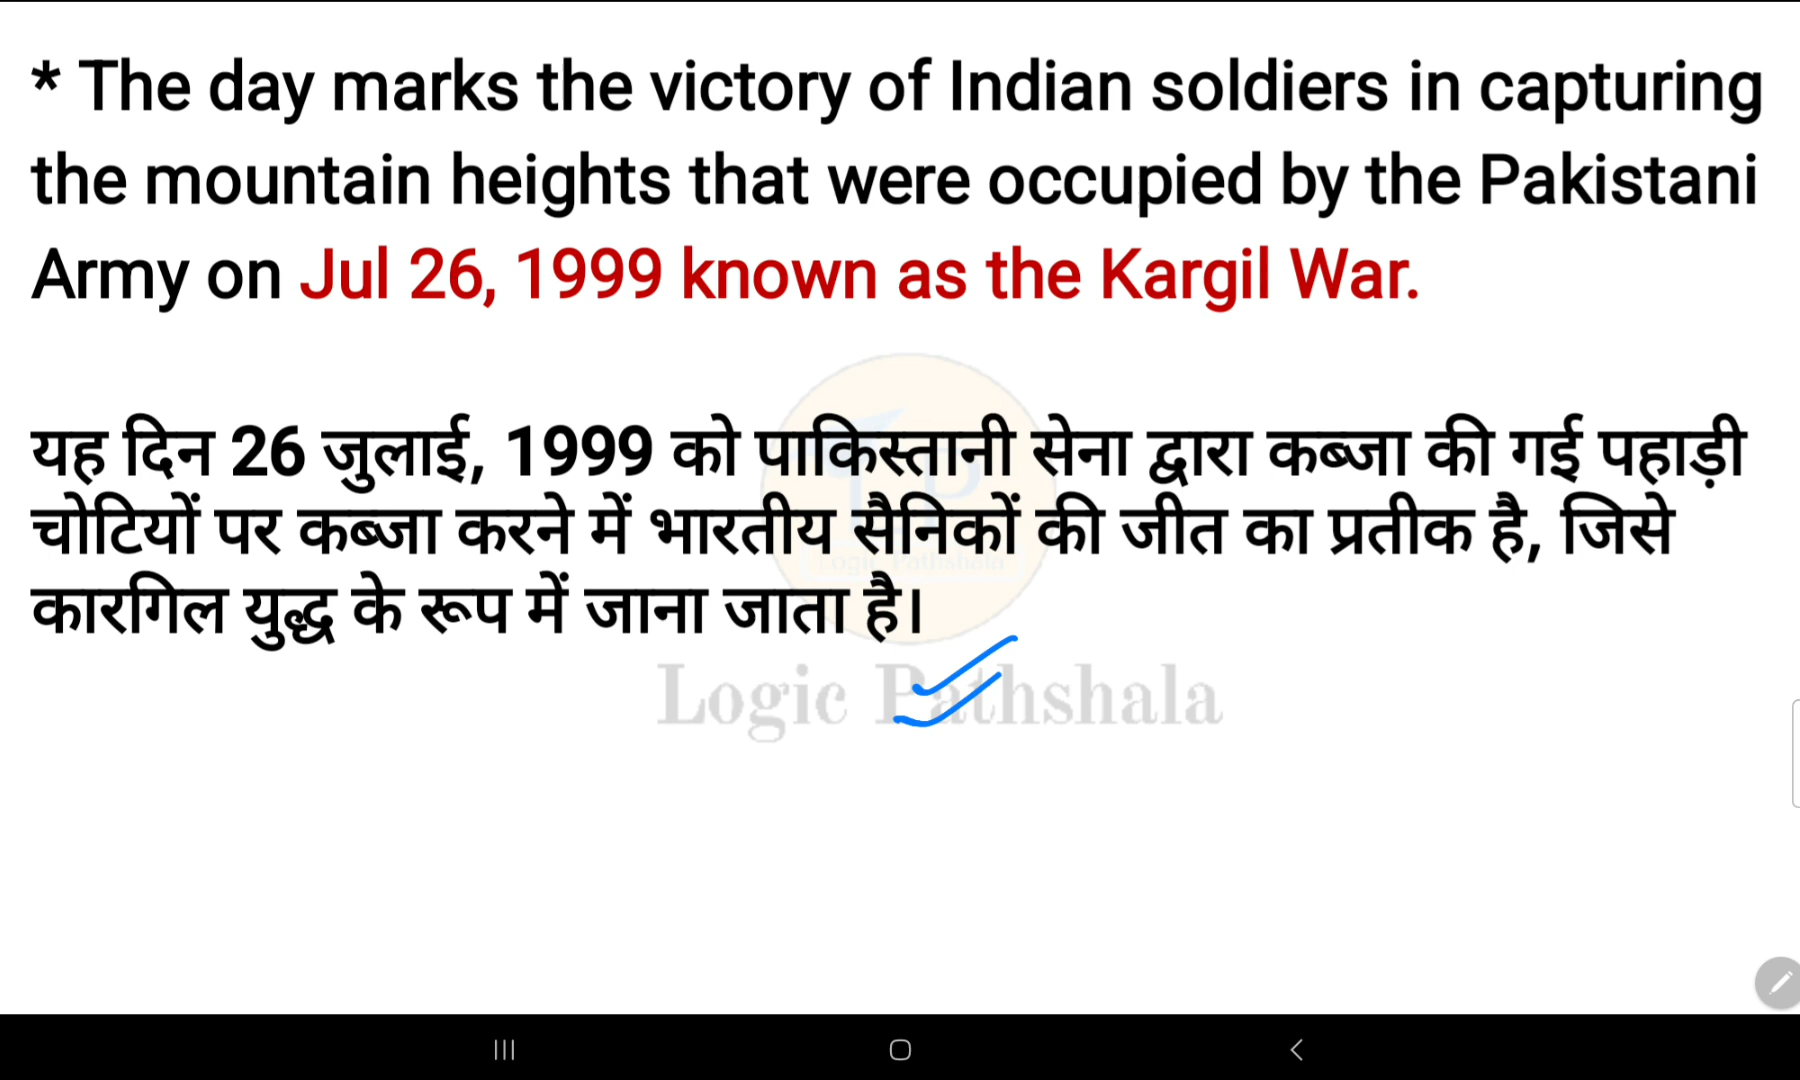 * The day marks the victory of Indian soldiers in capturing
the mountain heights that were occupied by the Pakistani
Army on Jul 26, 1999 known as the Kargil War.
यह दिन 26 जुलाई, 1999 को पाकिस्तानी सेना द्वारा कब्जा की गई पहाड़ी
चोटियों पर कब्जा करने में भारतीय सैनिकों की जीत का प्रतीक है, जिसे
कारगिल युद्ध के रूप में जाना जाता है।
Logic Pathshala